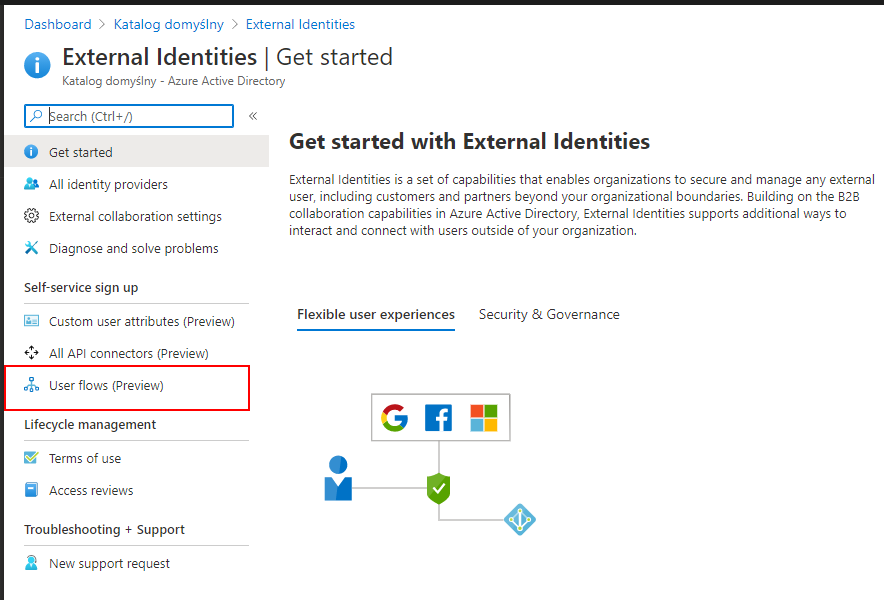 Dashboard > Katalog domyślny > External Identities
External Identities | Get started
Katalog domyślny - Azure Active Directory
Search (Ctrl+/)
«
Get started
All identity providers
External collaboration settings
Diagnose and solve problems
Self-service sign up
Custom user attributes (Preview)
All API connectors (Preview)
User flows (Preview)
Lifecycle management
Terms of use
Access reviews
Troubleshooting + Support
New support request
Get started with External Identities
External Identities is a set of capabilities that enables organizations to secure and manage any external
user, including customers and partners beyond your organizational boundaries. Building on the B2B
collaboration capabilities in Azure Active Directory, External Identities supports additional ways to
interact and connect with users outside of your organization.
Flexible user experiences
Security & Governance